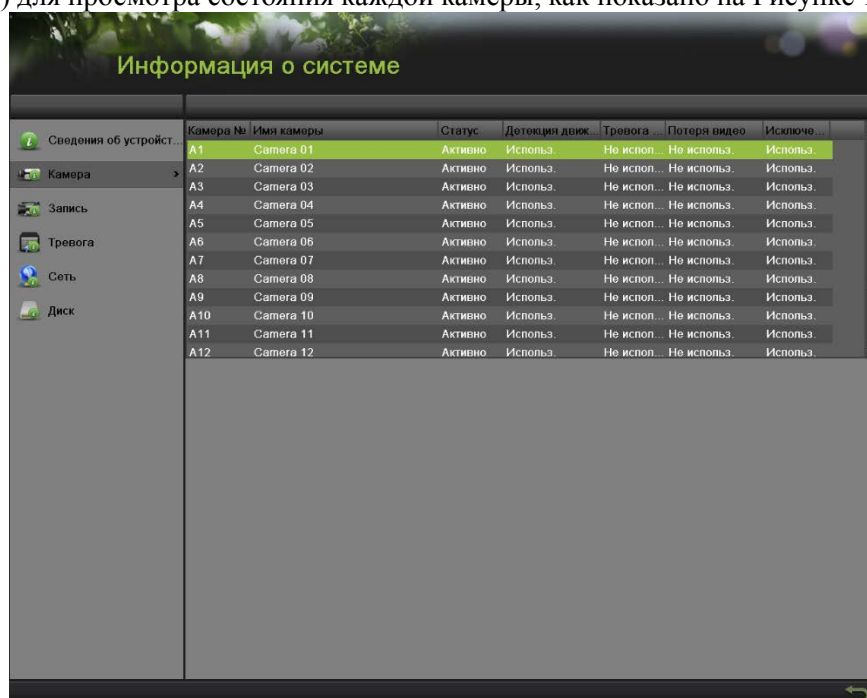 ) для просмотра состояния каждой камеры, как показано на Рисунке
Информация о системе
Сведения об устройст...
Камера >
Запись
Тревога
Сеть
Диск
Камера № Имя камеры Статус Детекция движ... Тревога ... Потеря видео Исключе...
A1 Camera 01 Активно Использ. Не испол... Не использ. Использ.
A2 Camera 02 Активно Использ. Не испол... Не использ. Использ.
A3 Camera 03 Активно Использ. Не испол... Не использ. Использ.
A4 Camera 04 Активно Использ. Не испол... Не использ. Использ.
A5 Camera 05 Активно Использ. Не испол... Не использ. Использ.
A6 Camera 06 Активно Использ. Не испол... Не использ. Использ.
A7 Camera 07 Активно Использ. Не испол... Не использ. Использ.
A8 Camera 08 Активно Использ. Не испол... Не использ. Использ.
A9 Camera 09 Активно Использ. Не испол... Не использ. Использ.
A10 Camera 10 Активно Использ. Не испол... Не использ. Использ.
A11 Camera 11 Активно Использ. Не испол... Не использ. Использ.
A12 Camera 12 Активно Использ. Не испол... Не использ. Использ.